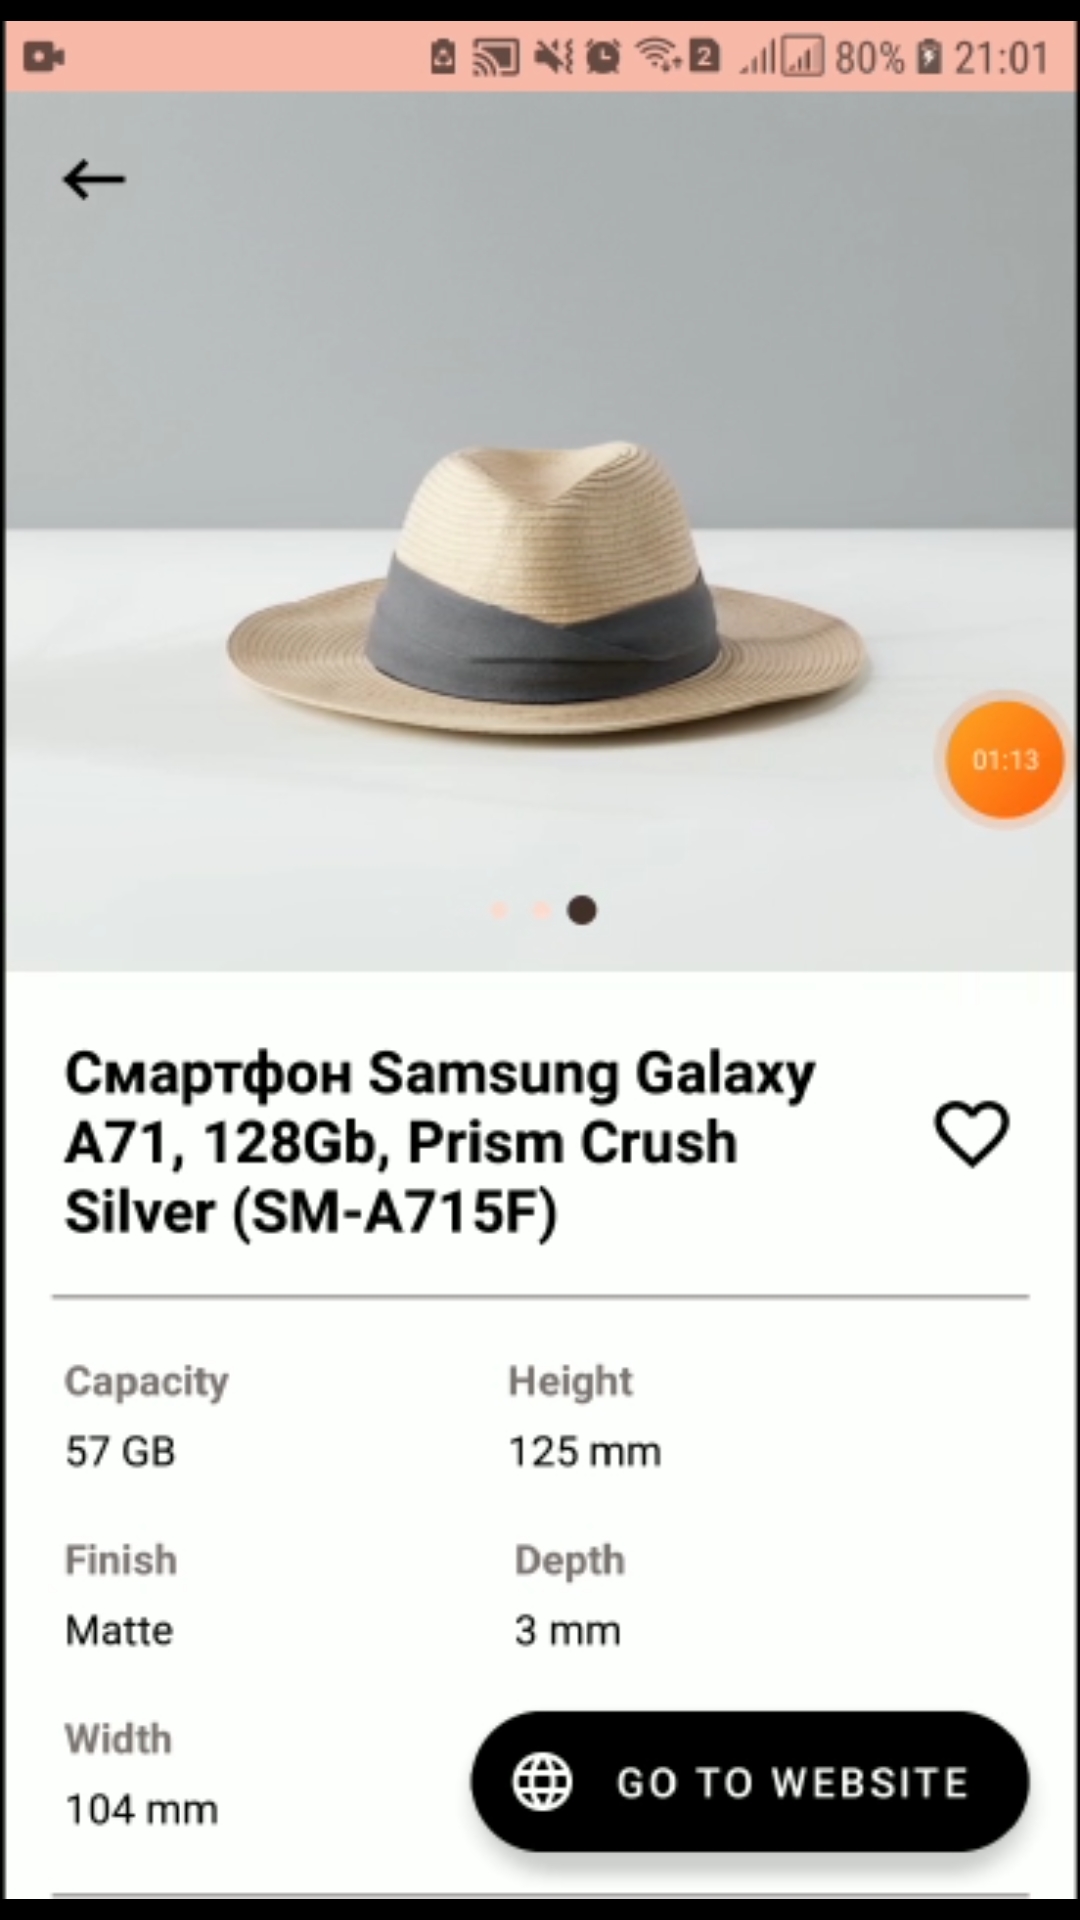 2 80% 21:01
01:13
Смартфон Samsung Galaxy
A71, 128Gb, Prism Crush
Silver (SM-A715F)
Capacity Height
57 GB 125 mm
Finish Depth
Matte 3 mm
Width
104 mm
GO TO WEBSITE